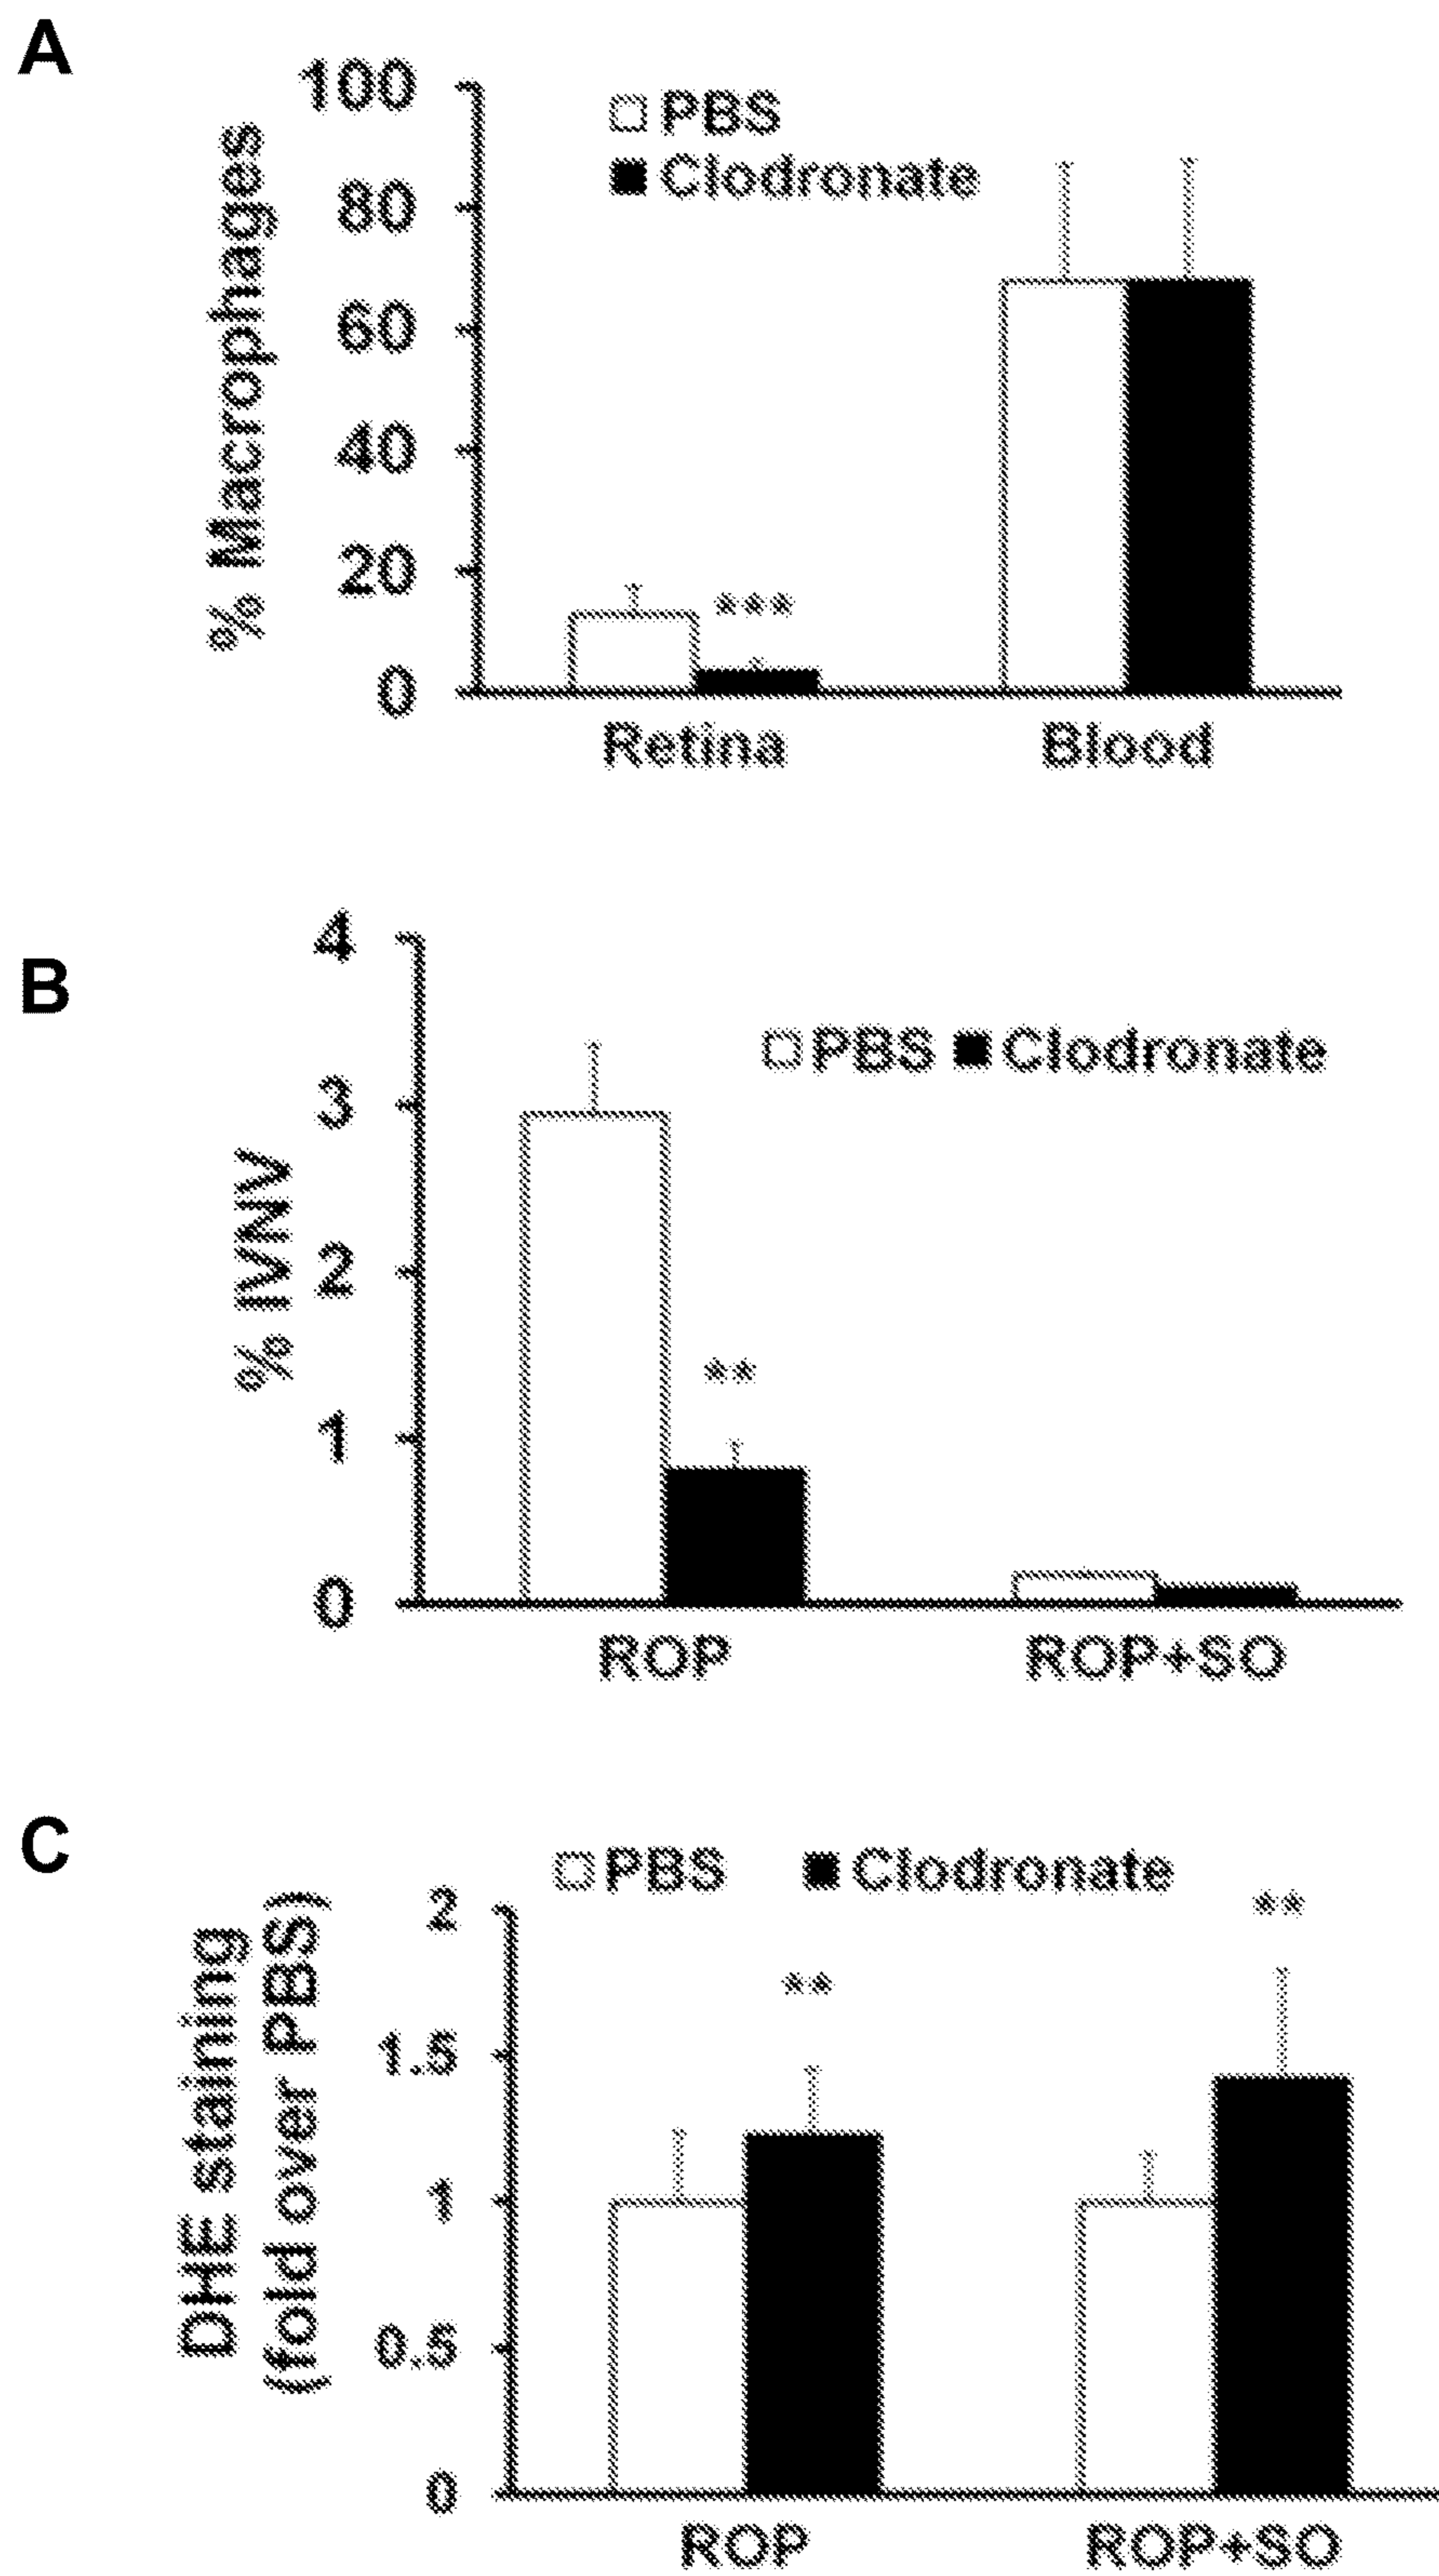 A
100
80
60
40
20
0
% Macrophages
PBS
Clodronate
***
Retina Blood
B
4
3
2
1
0
% IVNV
PBS Clodronate
**
ROP ROP+SO
C
PBS Clodronate
2
1.5
1
0.5
0
DHE staining
(fold over PBS)
**
**
ROP ROP+SO